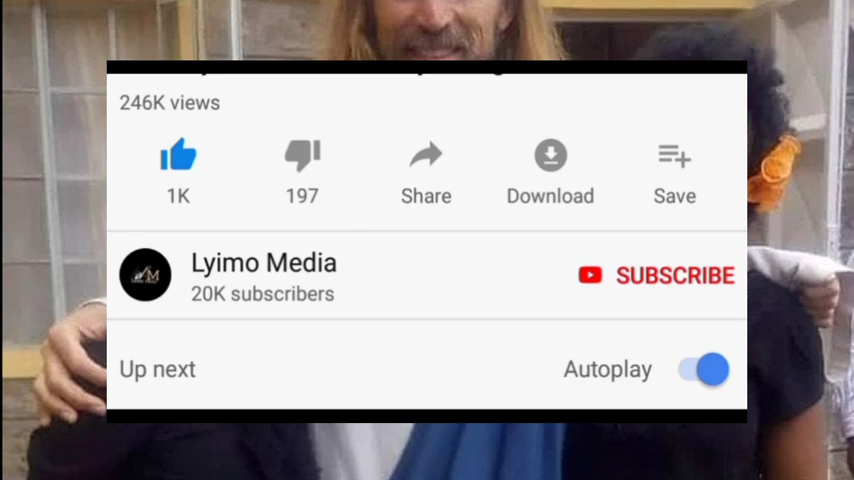 246K views
1K
197
Share
Download
Save
Lyimo Media
20K subscribers
SUBSCRIBE
Up next
Autoplay